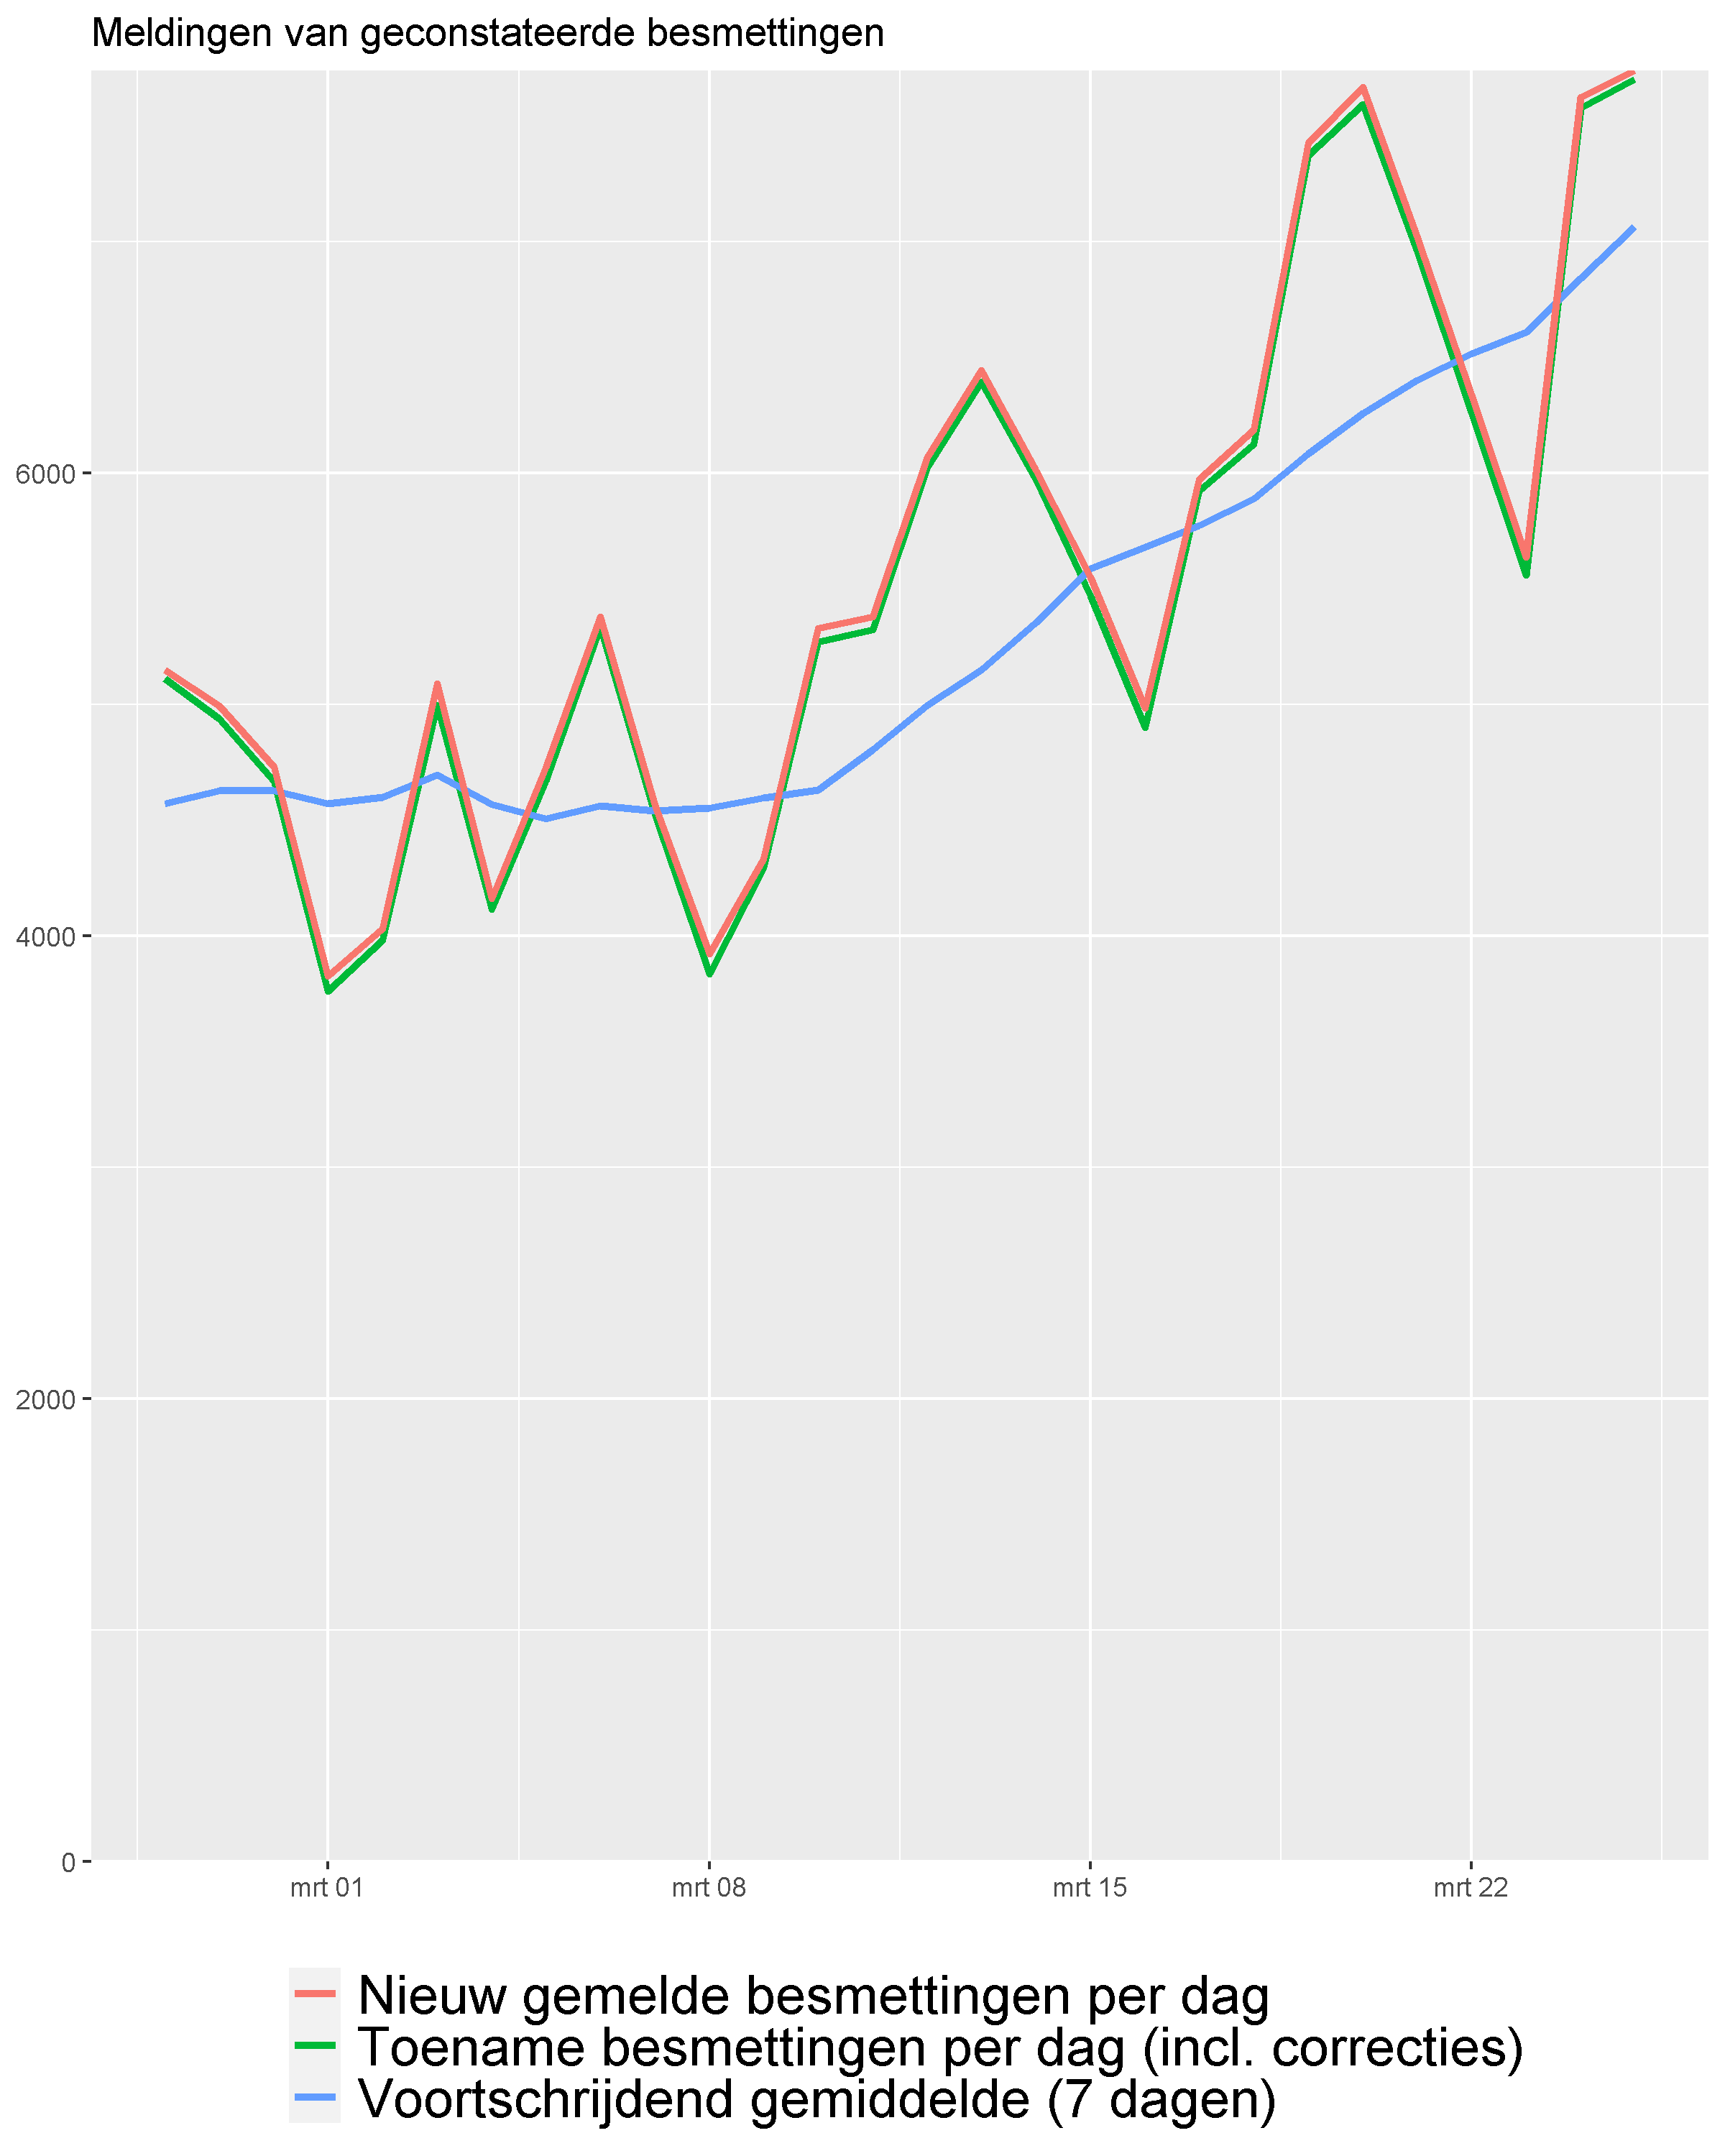 Meldingen van geconstateerde besmettingen
6000
4000
2000
0
mrt 01
mrt 08
mrt 15
mrt 22
Nieuw gemelde besmettingen per dag
Toename besmettingen per dag (incl. correcties)
Voortschrijdend gemiddelde (7 dagen)